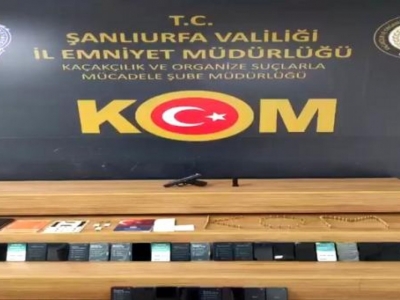 T.C.
ŞANLIURFA VALİLİĞİ
İL EMNİYET MÜDÜRLÜĞÜ
KAÇAKÇILIK VE ORGANİZE SUÇLARLA
MÜCADELE ŞUBE MÜDÜRLÜĞÜ
KOM